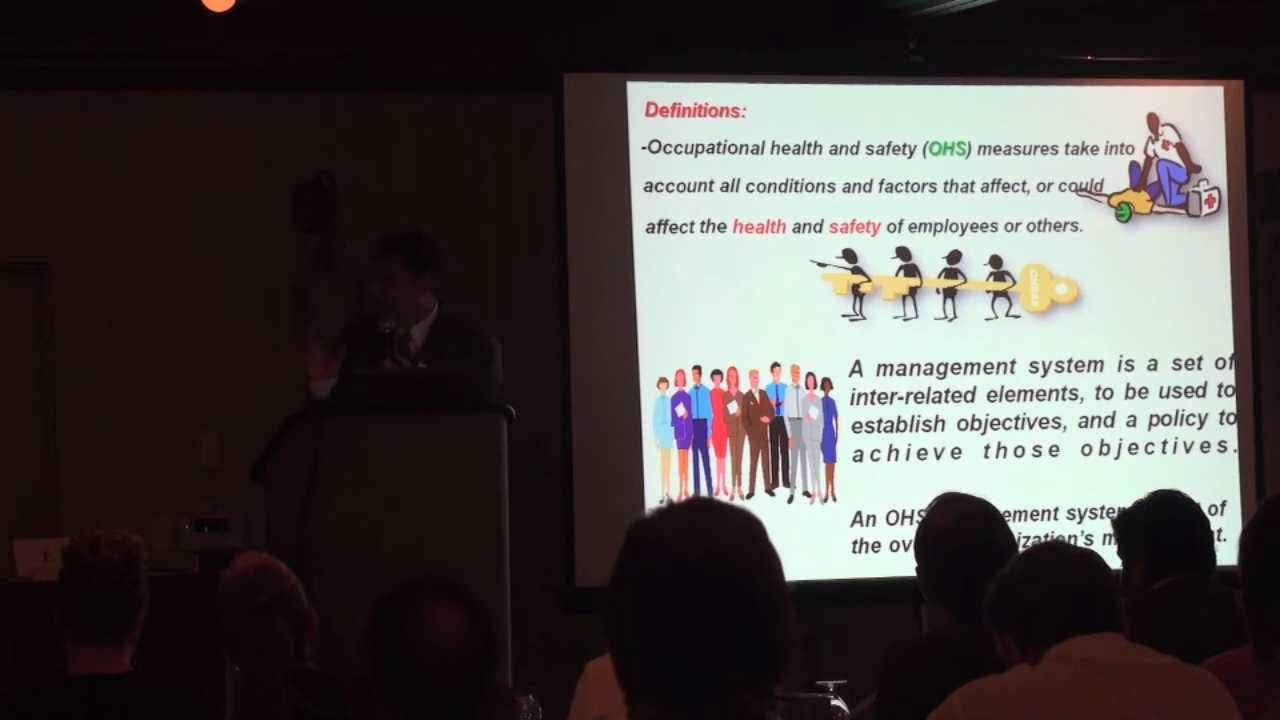 Definitions:
-Occupational health and safety (OHS) measures take into
account all conditions and factors that affect, or could
affect the health and safety of employees or others.
OHSAS
A management system is a set of
inter-related elements, to be used to
establish objectives, and a policy to
achieve those objectives.
An OHS of
the